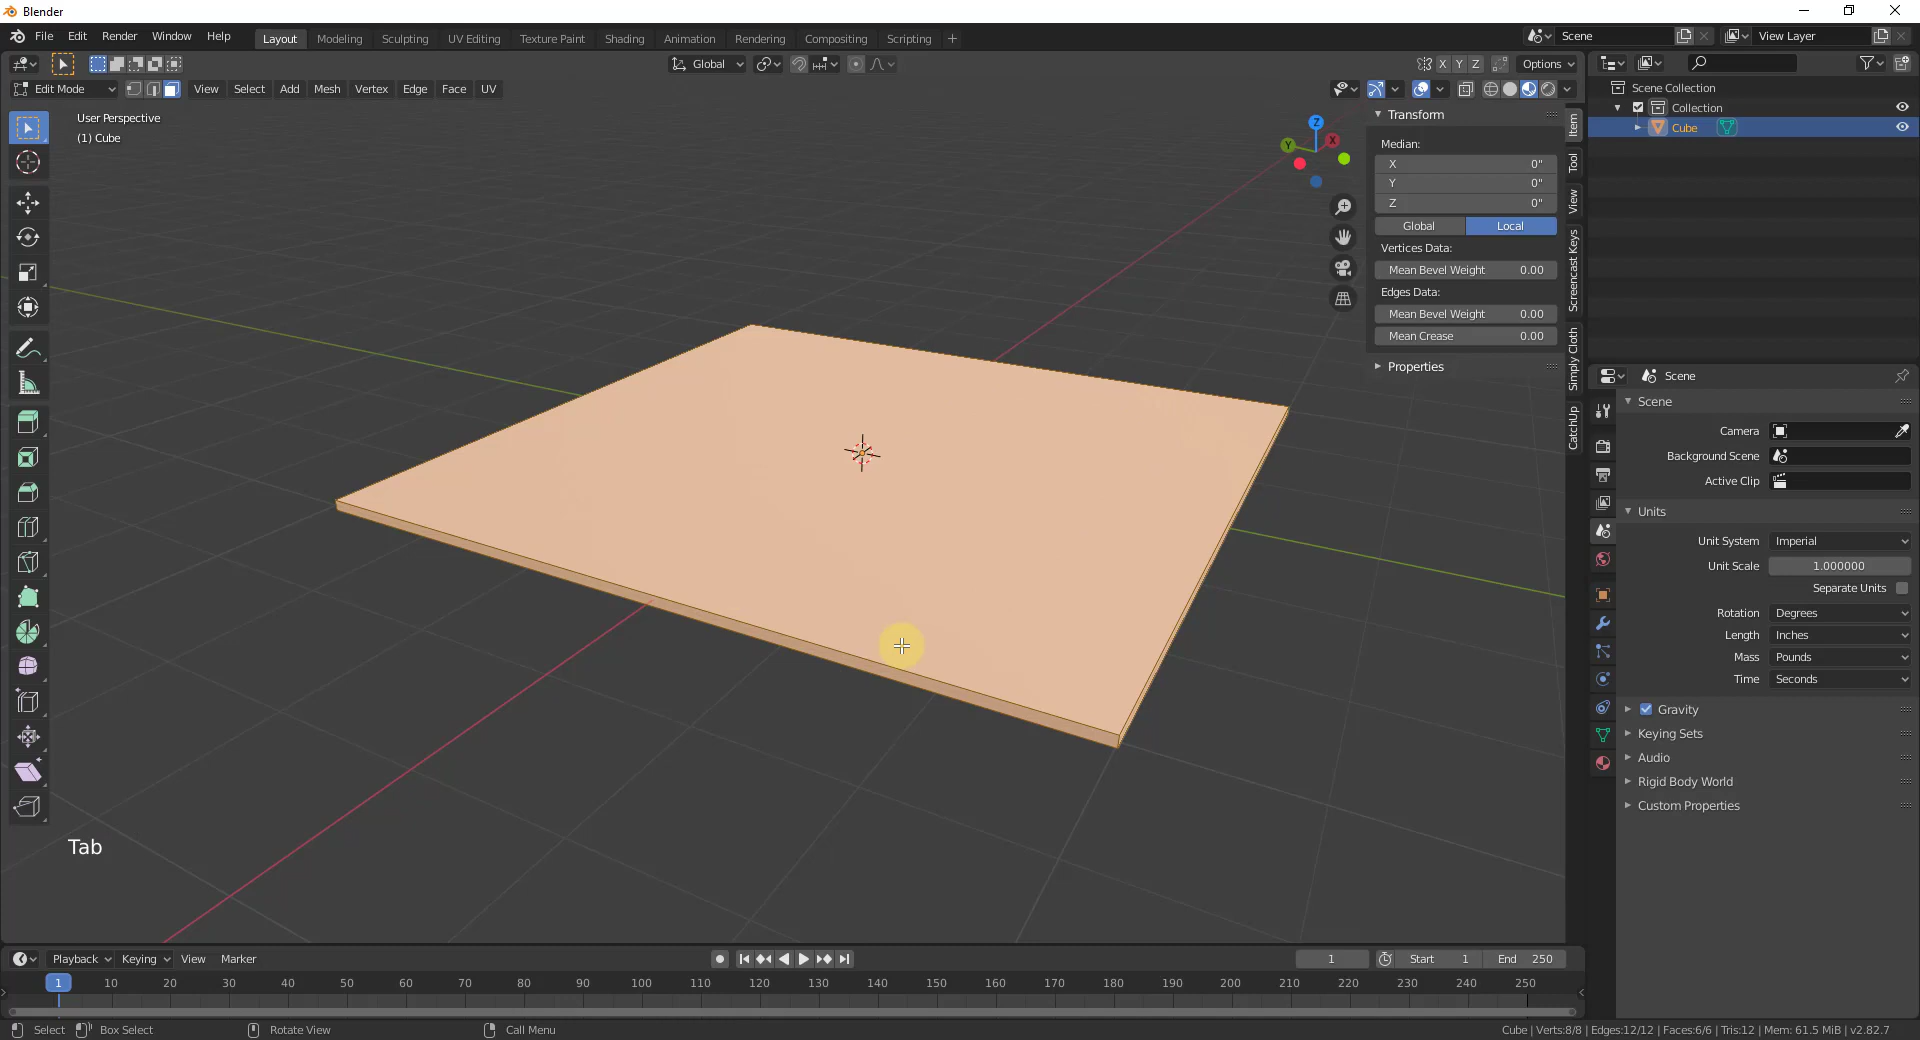 Blender
File Edit Render Window Help
Layout Modeling Sculpting UV Editing Texture Paint Shading Animation Rendering Compositing Scripting +
Scene
View Layer
Global
X Y Z
Options
Edit Mode
View Select Add Mesh Vertex Edge Face UV
User Perspective
(1) Cube
Z
Y
X
Transform
Median:
X 0"
Y 0"
Z 0"
Global Local
Vertices Data:
Mean Bevel Weight 0.00
Edges Data:
Mean Bevel Weight 0.00
Mean Crease 0.00
Properties
Item
Tool
View
Screencast Keys
Simply Cloth
CatchUp
Scene Collection
Collection
Cube
Scene
Scene
Camera
Background Scene
Active Clip
Units
Unit System Imperial
Unit Scale 1.000000
Separate Units
Rotation Degrees
Length Inches
Mass Pounds
Time Seconds
Gravity
Keying Sets
Audio
Rigid Body World
Custom Properties
Tab
Playback Keying View Marker
1
Start 1
End 250
1 10 20 30 40 50 60 70 80 90 100 110 120 130 140 150 160 170 180 190 200 210 220 230 240 250
Select Box Select Rotate View Call Menu
Cube | Verts:8/8 | Edges:12/12 | Faces:6/6 | Tris:12 | Mem: 61.5 MiB | v2.82.7